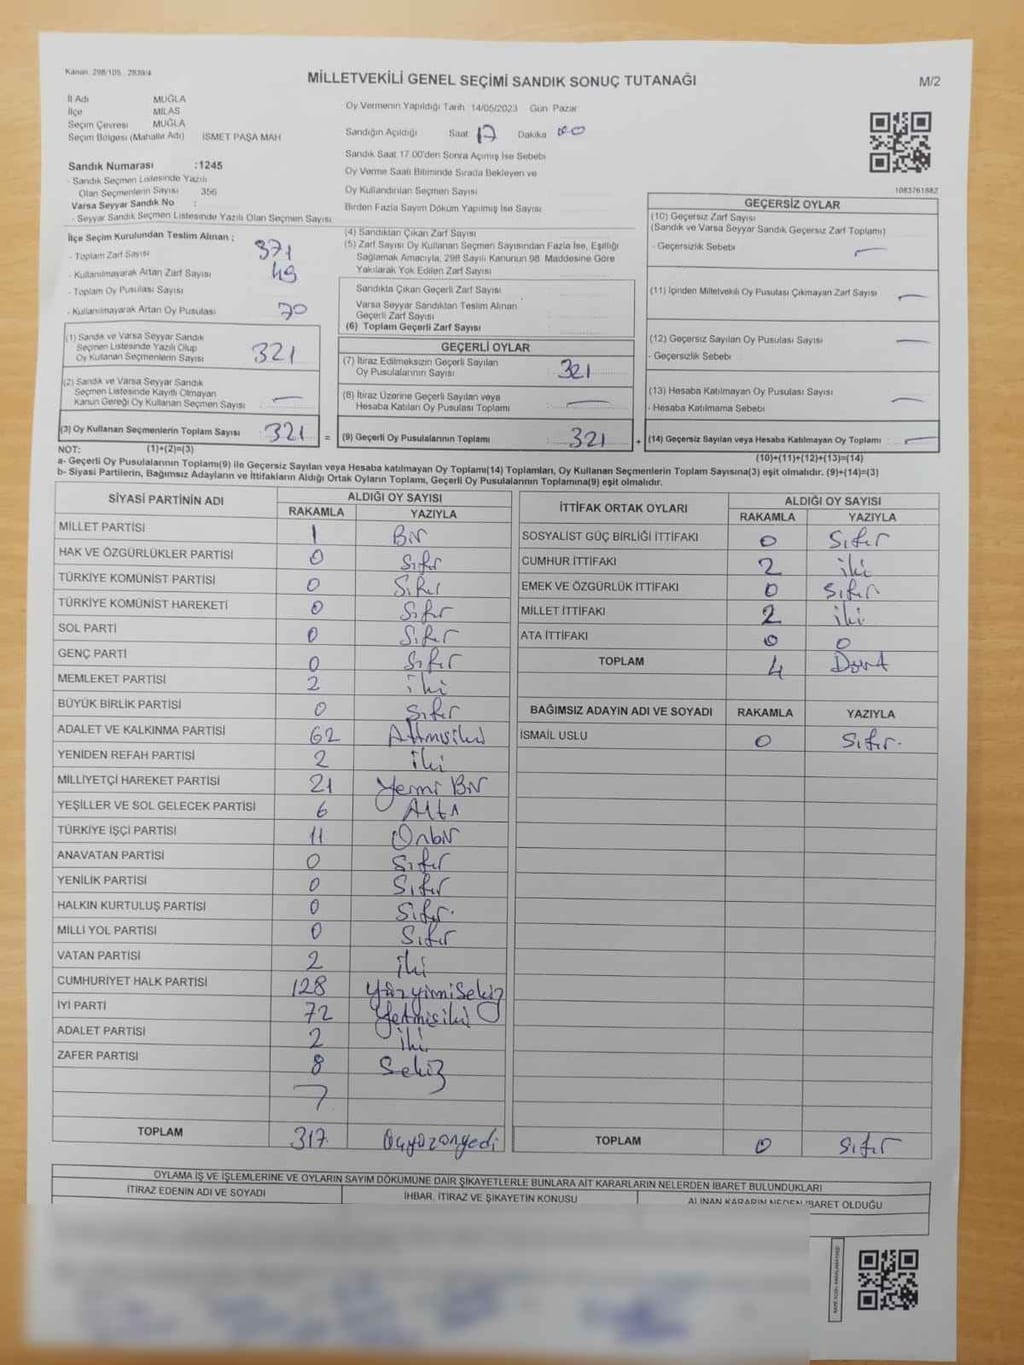 Kanun: 298/105 , 2839/4
MİLLETVEKİLİ GENEL SEÇİMİ SANDIK SONUÇ TUTANAĞI
M/2
İl Adı MUĞLA
İlçe MİLAS
Seçim Çevresi MUĞLA
Seçim Bölgesi (Mahalle Adı) İSMET PAŞA MAH
Sandık Numarası :1245
- Sandık Seçmen Listesinde Yazılı
Olan Seçmenlerin Sayısı 356
Varsa Seyyar Sandık No :
- Seyyar Sandık Seçmen Listesinde Yazılı Olan Seçmen Sayısı
Oy Vermenin Yapıldığı Tarih 14/05/2023 Gün Pazar
Sandığın Açıldığı Saat 17 Dakika 00
Sandık Saat 17.00'den Sonra Açılmış İse Sebebi
Oy Verme Saati Bitiminde Sırada Bekleyen ve
Oy Kullandırılan Seçmen Sayısı
Birden Fazla Sayım Döküm Yapılmış İse Sayısı
1083761882
İlçe Seçim Kurulundan Teslim Alınan ;
- Toplam Zarf Sayısı 371
- Kullanılmayarak Artan Zarf Sayısı 49
- Toplam Oy Pusulası Sayısı
- Kullanılmayarak Artan Oy Pusulası 70
(1) Sandık ve Varsa Seyyar Sandık
Seçmen Listesinde Yazılı Olup
Oy Kullanan Seçmenlerin Sayısı 321
(2) Sandık ve Varsa Seyyar Sandık
Seçmen Listesinde Kayıtlı Olmayan
Kanun Gereği Oy Kullanan Seçmen Sayısı —
(3) Oy Kullanan Seçmenlerin Toplam Sayısı 321 =
(4) Sandıktan Çıkan Zarf Sayısı
(5) Zarf Sayısı Oy Kullanan Seçmen Sayısından Fazla İse, Eşitliği
Sağlamak Amacıyla, 298 Sayılı Kanunun 98. Maddesine Göre
Yakılarak Yok Edilen Zarf Sayısı
Sandıkta Çıkan Geçerli Zarf Sayısı
Varsa Seyyar Sandıktan Teslim Alınan
Geçerli Zarf Sayısı
(6) Toplam Geçerli Zarf Sayısı
GEÇERLİ OYLAR
(7) İtiraz Edilmeksizin Geçerli Sayılan
Oy Pusulalarının Sayısı 321
(8) İtiraz Üzerine Geçerli Sayılan veya
Hesaba Katılan Oy Pusulası Toplamı —
(9) Geçerli Oy Pusulalarının Toplamı 321 +
GEÇERSİZ OYLAR
(10) Geçersiz Zarf Sayısı
(Sandık ve Varsa Seyyar Sandık Geçersiz Zarf Toplamı)
- Geçersizlik Sebebi —
(11) İçinden Milletvekili Oy Pusulası Çıkmayan Zarf Sayısı —
(12) Geçersiz Sayılan Oy Pusulası Sayısı —
- Geçersizlik Sebebi
(13) Hesaba Katılmayan Oy Pusulası Sayısı —
- Hesaba Katılmama Sebebi
(14) Geçersiz Sayılan veya Hesaba Katılmayan Oy Toplamı —
NOT: (1)+(2)=(3)
(10)+(11)+(12)+(13)=(14)
a- Geçerli Oy Pusulalarının Toplamı(9) ile Geçersiz Sayılan veya Hesaba katılmayan Oy Toplamı(14) Toplamları, Oy Kullanan Seçmenlerin Toplam Sayısına(3) eşit olmalıdır. (9)+(14)=(3)
b- Siyasi Partilerin, Bağımsız Adayların ve İttifakların Aldığı Ortak Oyların Toplamı, Geçerli Oy Pusulalarının Toplamına(9) eşit olmalıdır.
SİYASİ PARTİNİN ADI ALDIĞI OY SAYISI
RAKAMLA YAZIYLA
MİLLET PARTİSİ 1 Bir
HAK VE ÖZGÜRLÜKLER PARTİSİ 0 Sıfır
TÜRKİYE KOMÜNİST PARTİSİ 0 Sıfır
TÜRKİYE KOMÜNİST HAREKETİ 0 Sıfır
SOL PARTİ 0 Sıfır
GENÇ PARTİ 0 Sıfır
MEMLEKET PARTİSİ 2 iki
BÜYÜK BİRLİK PARTİSİ 0 Sıfır
ADALET VE KALKINMA PARTİSİ 62 Altmışiki
YENİDEN REFAH PARTİSİ 2 iki
MİLLİYETÇİ HAREKET PARTİSİ 21 Yirmi Bir
YEŞİLLER VE SOL GELECEK PARTİSİ 6 Altı
TÜRKİYE İŞÇİ PARTİSİ 11 Onbir
ANAVATAN PARTİSİ 0 Sıfır
YENİLİK PARTİSİ 0 Sıfır
HALKIN KURTULUŞ PARTİSİ 0 Sıfır.
MİLLİ YOL PARTİSİ 0 Sıfır
VATAN PARTİSİ 2 iki
CUMHURİYET HALK PARTİSİ 128 Yüzyirmisekiz
İYİ PARTİ 72 Yetmişiki
ADALET PARTİSİ 2 iki
ZAFER PARTİSİ 8 Sekiz
TOPLAM 317 Üçyüzonyedi
İTTİFAK ORTAK OYLARI ALDIĞI OY SAYISI
RAKAMLA YAZIYLA
SOSYALİST GÜÇ BİRLİĞİ İTTİFAKI 0 Sıfır
CUMHUR İTTİFAKI 2 iki
EMEK VE ÖZGÜRLÜK İTTİFAKI 0 Sıfır
MİLLET İTTİFAKI 2 iki
ATA İTTİFAKI 0 0
TOPLAM 4 Dört
BAĞIMSIZ ADAYIN ADI VE SOYADI RAKAMLA YAZIYLA
İSMAİL USLU 0 Sıfır.
TOPLAM 0 Sıfır
OYLAMA İŞ VE İŞLEMLERİNE VE OYLARIN SAYIM DÖKÜMÜNE DAİR ŞİKAYETLERLE BUNLARA AİT KARARLARIN NELERDEN İBARET BULUNDUKLARI
İTİRAZ EDENİN ADI VE SOYADI İHBAR, İTİRAZ VE ŞİKAYETİN KONUSU ALINAN KARARIN NEDEN İBARET OLDUĞU